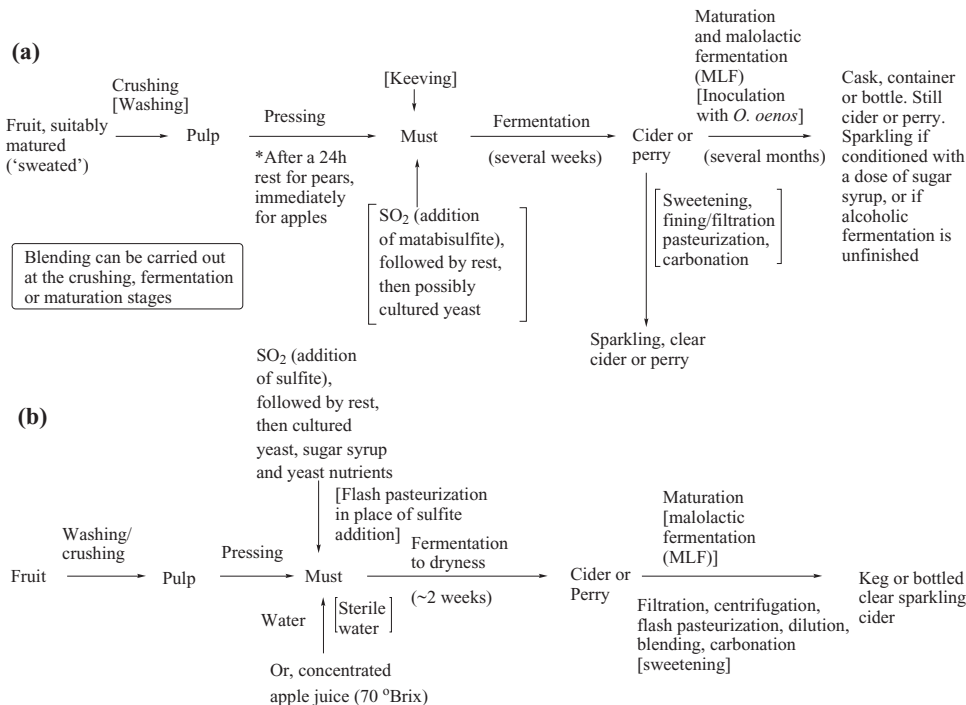 (a)
Fruit, suitably
matured
(‘sweated’)
Crushing
[Washing]
Pulp
Pressing
*After a 24h
rest for pears,
immediately
for apples
[Keeving]
Must
SO2 (addition
of matabisulfite),
followed by rest,
then possibly
cultured yeast
Fermentation
(several weeks)
Cider or
perry
Sweetening,
fining/filtration
pasteurization,
carbonation
Sparkling, clear
cider or perry
Maturation
and malolactic
fermentation
(MLF)
[Inoculation
with O. oenos]
(several months)
Cask, container
or bottle. Still
cider or perry.
Sparkling if
conditioned with
a dose of sugar
syrup, or if
alcoholic
fermentation is
unfinished
Blending can be carried out
at the crushing, fermentation
or maturation stages
(b)
Fruit
Washing/
crushing
Pulp
Pressing
SO2 (addition
of sulfite),
followed by rest,
then cultured
yeast, sugar syrup
and yeast nutrients
[Flash pasteurization
in place of sulfite
addition]
Must
Water
[Sterile
water]
Or, concentrated
apple juice (70 °Brix)
Fermentation
to dryness
(~2 weeks)
Cider or
Perry
Maturation
[malolactic
fermentation
(MLF)]
Filtration, centrifugation,
flash pasteurization, dilution,
blending, carbonation
[sweetening]
Keg or bottled
clear sparkling
cider